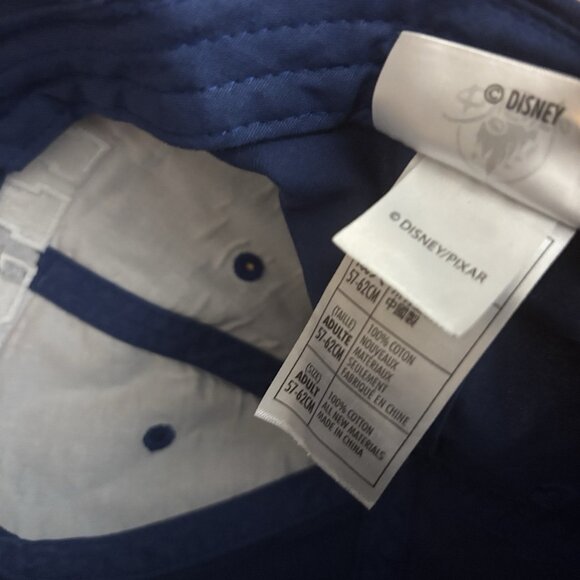 © DISNEY
© DISNEY/PIXAR
57-62CM
中國製
(TAILLE)
ADULTE
57-62CM
100% COTON
NOUVEAUX
MATÉRIAUX
SEULEMENT
FABRIQUÉ EN CHINE
(SIZE)
ADULT
57-62CM
100% COTTON
ALL NEW MATERIALS
MADE IN CHINA